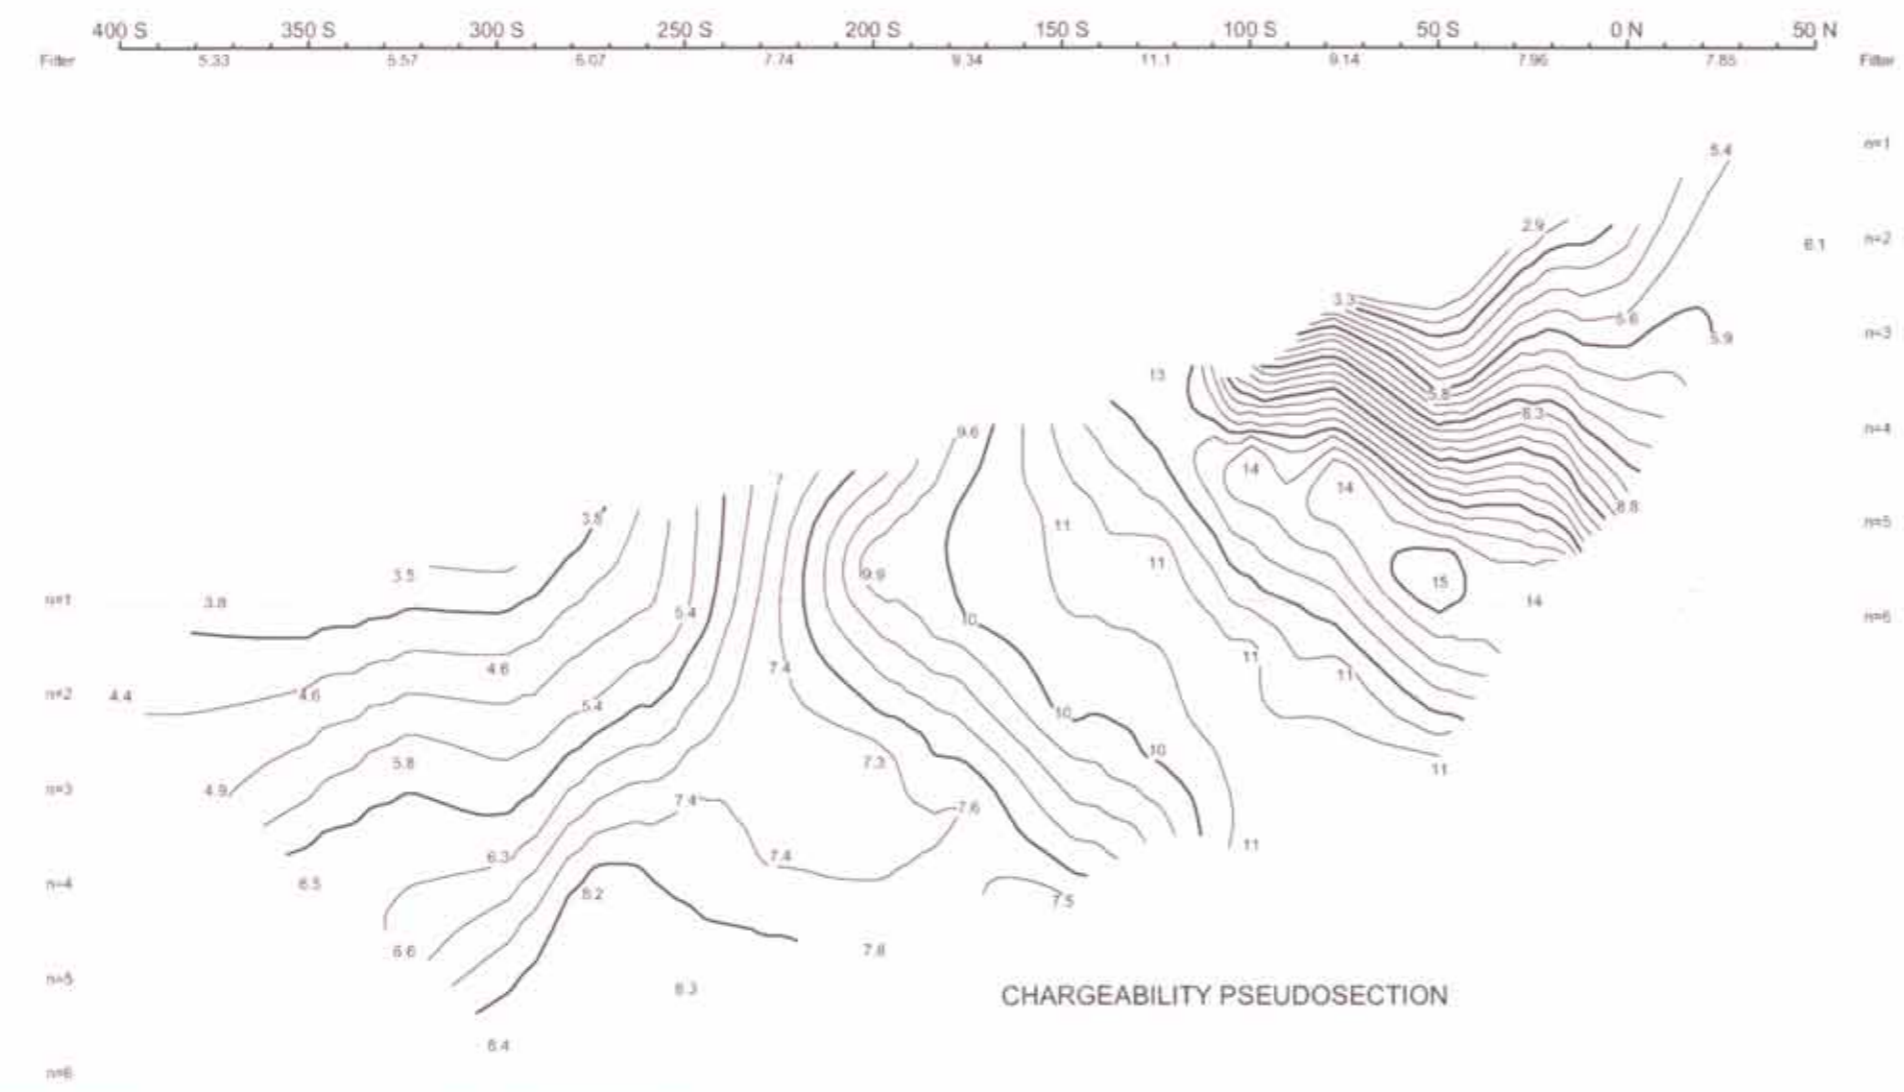 400 S 350 S 300 S 250 S 200 S 150 S 100 S 50 S 0 N 50 N
Filter 5.33 5.57 6.07 7.74 9.34 11.1 9.14 7.96 7.85 Filter
n=1
5.4
2.9
6.1 n=2
3.3
5.6
n=3
5.9
13
5.8
6.3
9.6 n=4
14
14
7
8.8
3.8
11 n=5
11
3.5 9.9 15
n=1 3.8 14
5.4 10 n=6
11
4.6 7.4 11
n=2 4.4 4.6
5.4 10
10
5.8 7.3 11
n=3 4.9
7.4 7.6
11
6.3 7.4
n=4 6.5
8.2 7.5
6.6 7.8
n=5
8.3 CHARGEABILITY PSEUDOSECTION
8.4
n=6